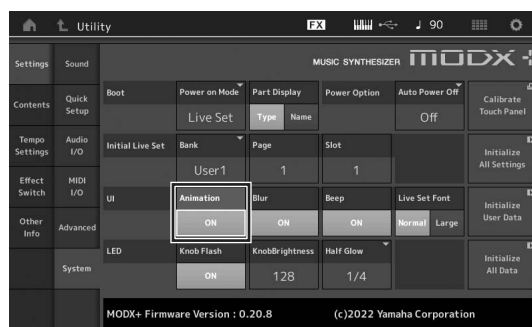 Utility FX 90
Settings Sound MUSIC SYNTHESIZER MODX+
Boot Power on Mode Part Display Power Option Auto Power Off
Live Set Type Name Off
Contents Quick Setup Calibrate Touch Panel
Tempo Settings Audio I/O Initial Live Set Bank Page Slot Initialize All Settings
User1 1 1
Effect Switch MIDI I/O UI Animation Blur Beep Live Set Font Initialize User Data
ON ON ON Normal Large
Other Info Advanced
LED Knob Flash KnobBrightness Half Glow Initialize All Data
System ON 128 1/4
MODX+ Firmware Version : 0.20.8 (c)2022 Yamaha Corporation